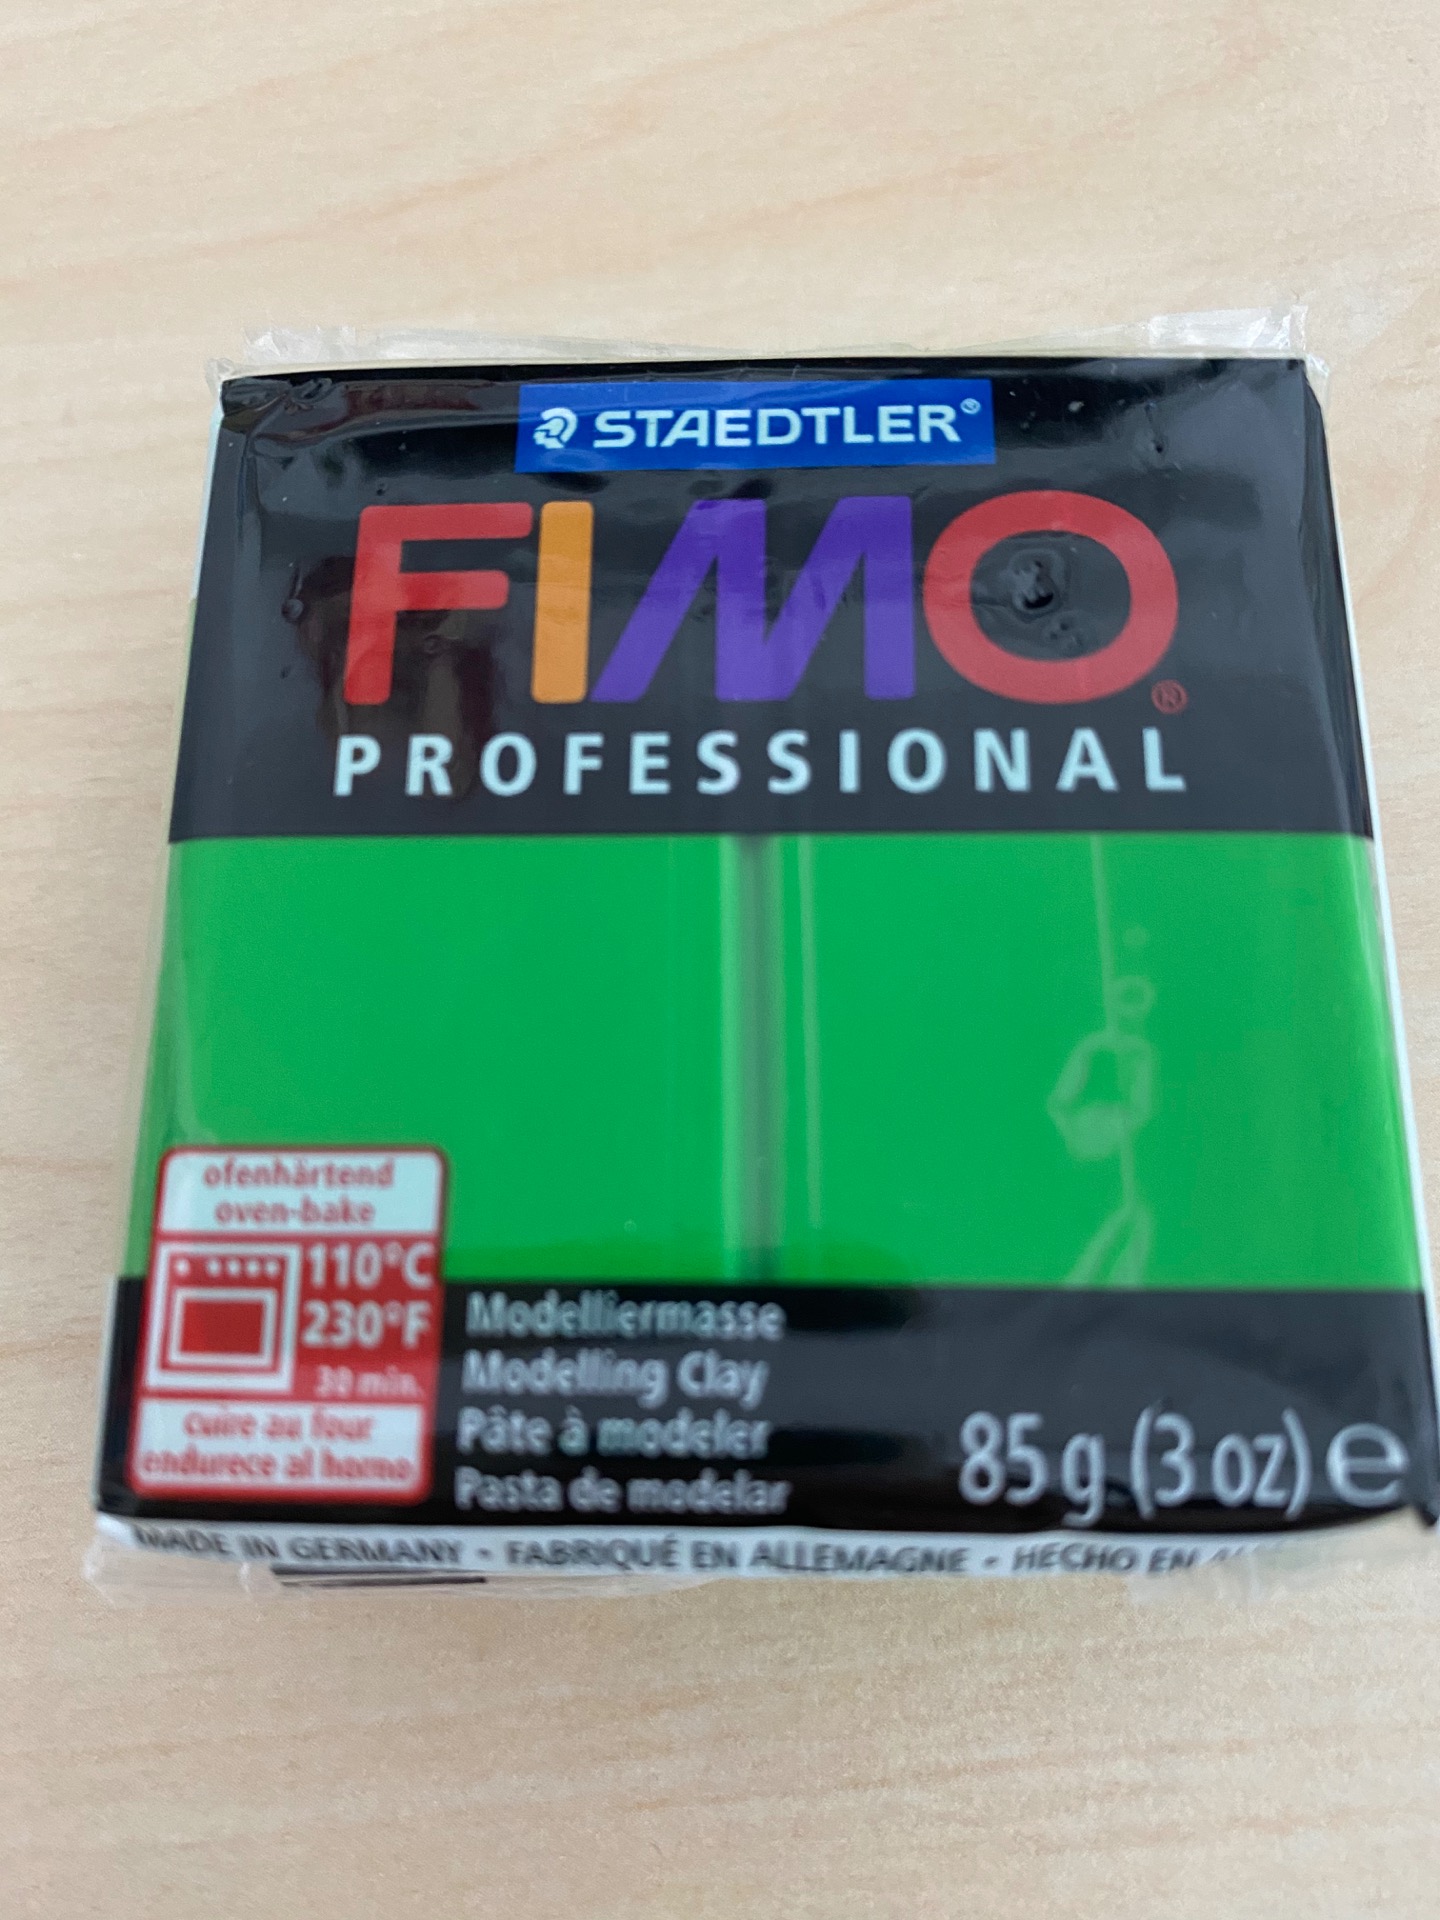 STAEDTLER®
FIMO®
PROFESSIONAL
ofenhärtend
oven-bake
110°C
230°F
30 min.
cuire au four
endurece al horno
Modelliermasse
Modelling Clay
Pâte à modeler
Pasta de modelar
85 g (3 oz) ℮
MADE IN GERMANY • FABRIQUÉ EN ALLEMAGNE • HECHO EN